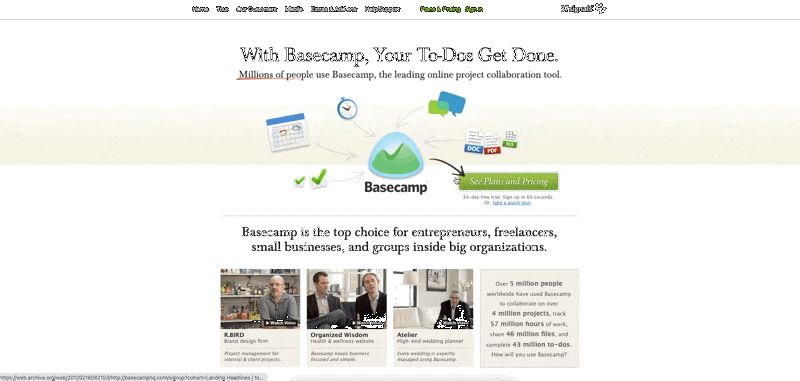 Home Tour Our Customers Extras & Add-ons Help/Support Plans & Pricing Sign in
With Basecamp, Your To-Dos Get Done.
Millions of people use Basecamp, the leading online project collaboration tool.
DOC PDF XLS
Basecamp
See Plans and Pricing
30-day free trial. Sign up in 60 seconds.
Or, take a quick tour.
Basecamp is the top choice for entrepreneurs, freelancers,
small businesses, and groups inside big organizations.
Watch Video
Watch Video
Watch Video
R.BIRD
Brand design firm
Project management for
internal & client projects.
Organized Wisdom
Health & wellness website
Basecamp keeps business
focused and simple.
Atelier
High-end wedding planner
Every wedding is expertly
managed using Basecamp.
Over 5 million people
worldwide have used Basecamp
to collaborate on over
4 million projects, track
57 million hours of work,
share 46 million files, and
complete 43 million to-dos.
How will you use Basecamp?
https://web.archive.org/web/20120216082153/http://basecamphq.com/signup?cohort=Landing Headlines / to...